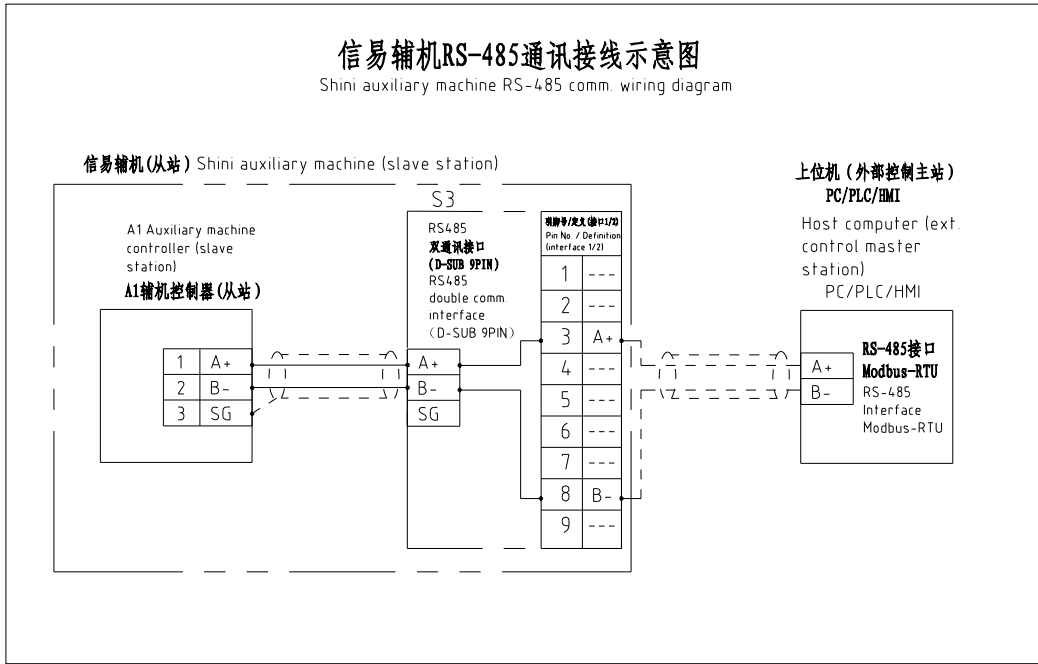 信易辅机RS-485通讯接线示意图
Shini auxiliary machine RS-485 comm. wiring diagram
信易辅机(从站) Shini auxiliary machine (slave station)
A1 Auxiliary machine
controller (slave
station)
A1辅机控制器(从站)
1 A+
2 B-
3 SG
S3
RS485
双通讯接口
(D-SUB 9PIN)
RS485
double comm.
interface
(D-SUB 9PIN)
A+
B-
SG
Pin No. / Definition
(interface 1/2)
1 ---
2 ---
3 A+
4 ---
5 ---
6 ---
7 ---
8 B-
9 ---
上位机（外部控制主站）
PC/PLC/HMI
Host computer (ext.
control master
station)
PC/PLC/HMI
A+
B-
RS-485接口
Modbus-RTU
RS-485
Interface
Modbus-RTU